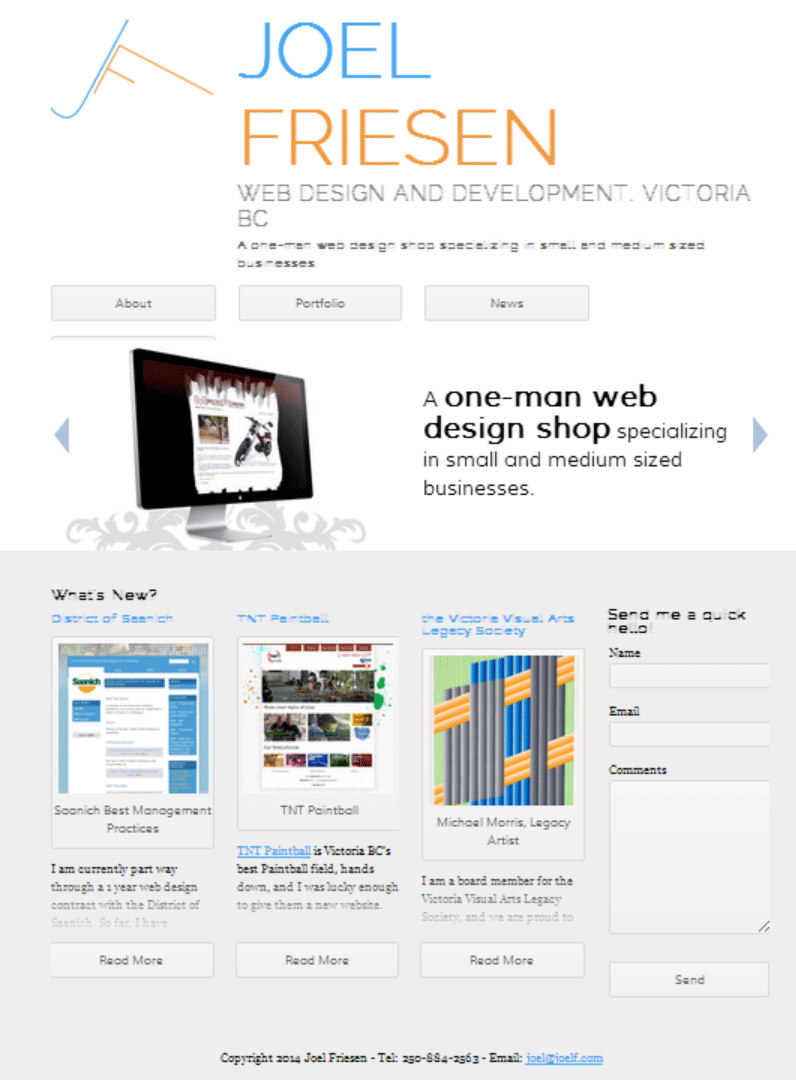 JOEL
FRIESEN
WEB DESIGN AND DEVELOPMENT. VICTORIA
BC
A one-man web design shop specializing in small and medium sized
businesses.
About
Portfolio
News
A one-man web
design shop specializing
in small and medium sized
businesses.
What's New?
District of Saanich
Saanich
Saanich Best Management
Practices
I am currently part way
through a 1 year web design
contract with the District of
Saanich. So far, I have
Read More
TNT Paintball
TNT Paintball
TNT Paintball is Victoria BC's
best Paintball field, hands
down, and I was lucky enough
to give them a new website.
Read More
the Victoria Visual Arts
Legacy Society
Michael Morris, Legacy
Artist
I am a board member for the
Victoria Visual Arts Legacy
Society, and we are proud to
Read More
Send me a quick
hello!
Name
Email
Comments
Send
Copyright 2014 Joel Friesen - Tel: 250-884-2563 - Email: joel@joelf.com